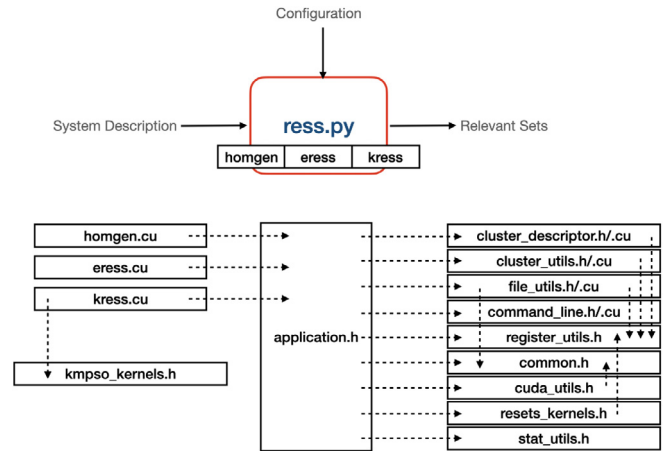 Configuration
System Description
ress.py
Relevant Sets
homgen
eress
kress
homgen.cu
eress.cu
kress.cu
kmpso_kernels.h
application.h
cluster_descriptor.h/.cu
cluster_utils.h/.cu
file_utils.h/.cu
command_line.h/.cu
register_utils.h
common.h
cuda_utils.h
resets_kernels.h
stat_utils.h